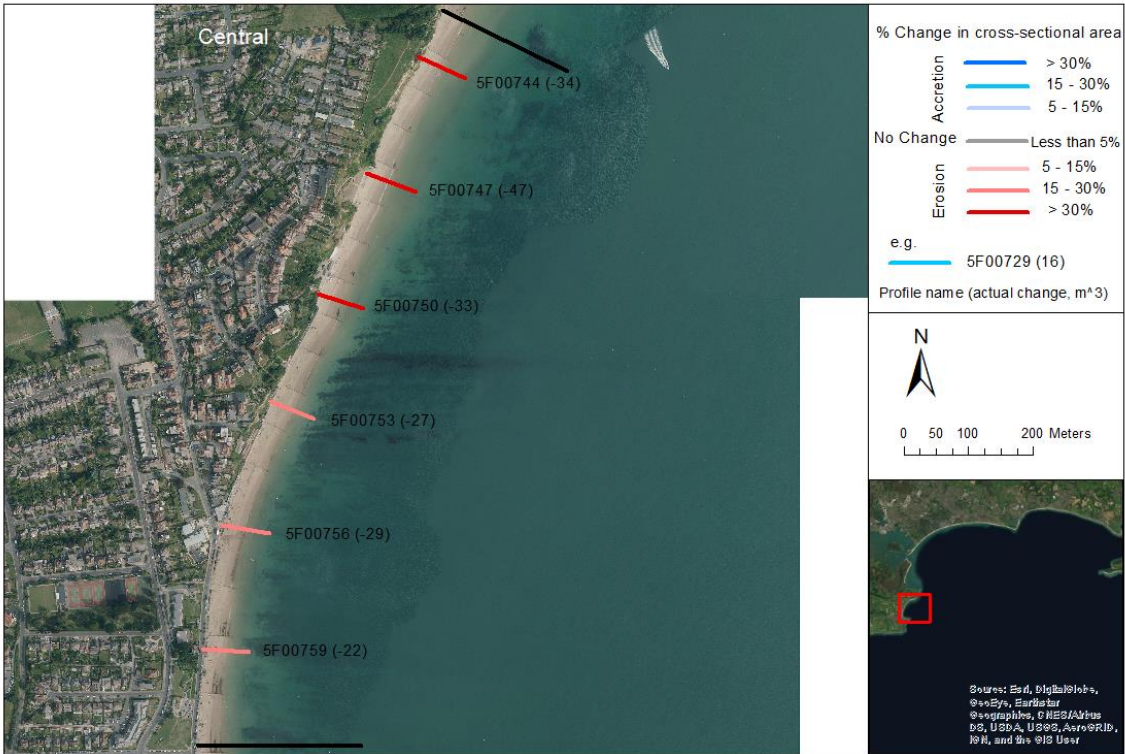 Central
5F00744 (-34)
5F00747 (-47)
5F00750 (-33)
5F00753 (-27)
5F00756 (-29)
5F00759 (-22)
% Change in cross-sectional area
Accretion
> 30%
15 - 30%
5 - 15%
No Change
Less than 5%
Erosion
5 - 15%
15 - 30%
> 30%
e.g.
5F00729 (16)
Profile name (actual change, m^3)
N
0 50 100 200 Meters
Source: Esri, DigitalGlobe,
GeoEye, Earthstar
Geographics, CNES/Airbus
DS, USDA, USGS, AeroGRID,
IGN, and the GIS User